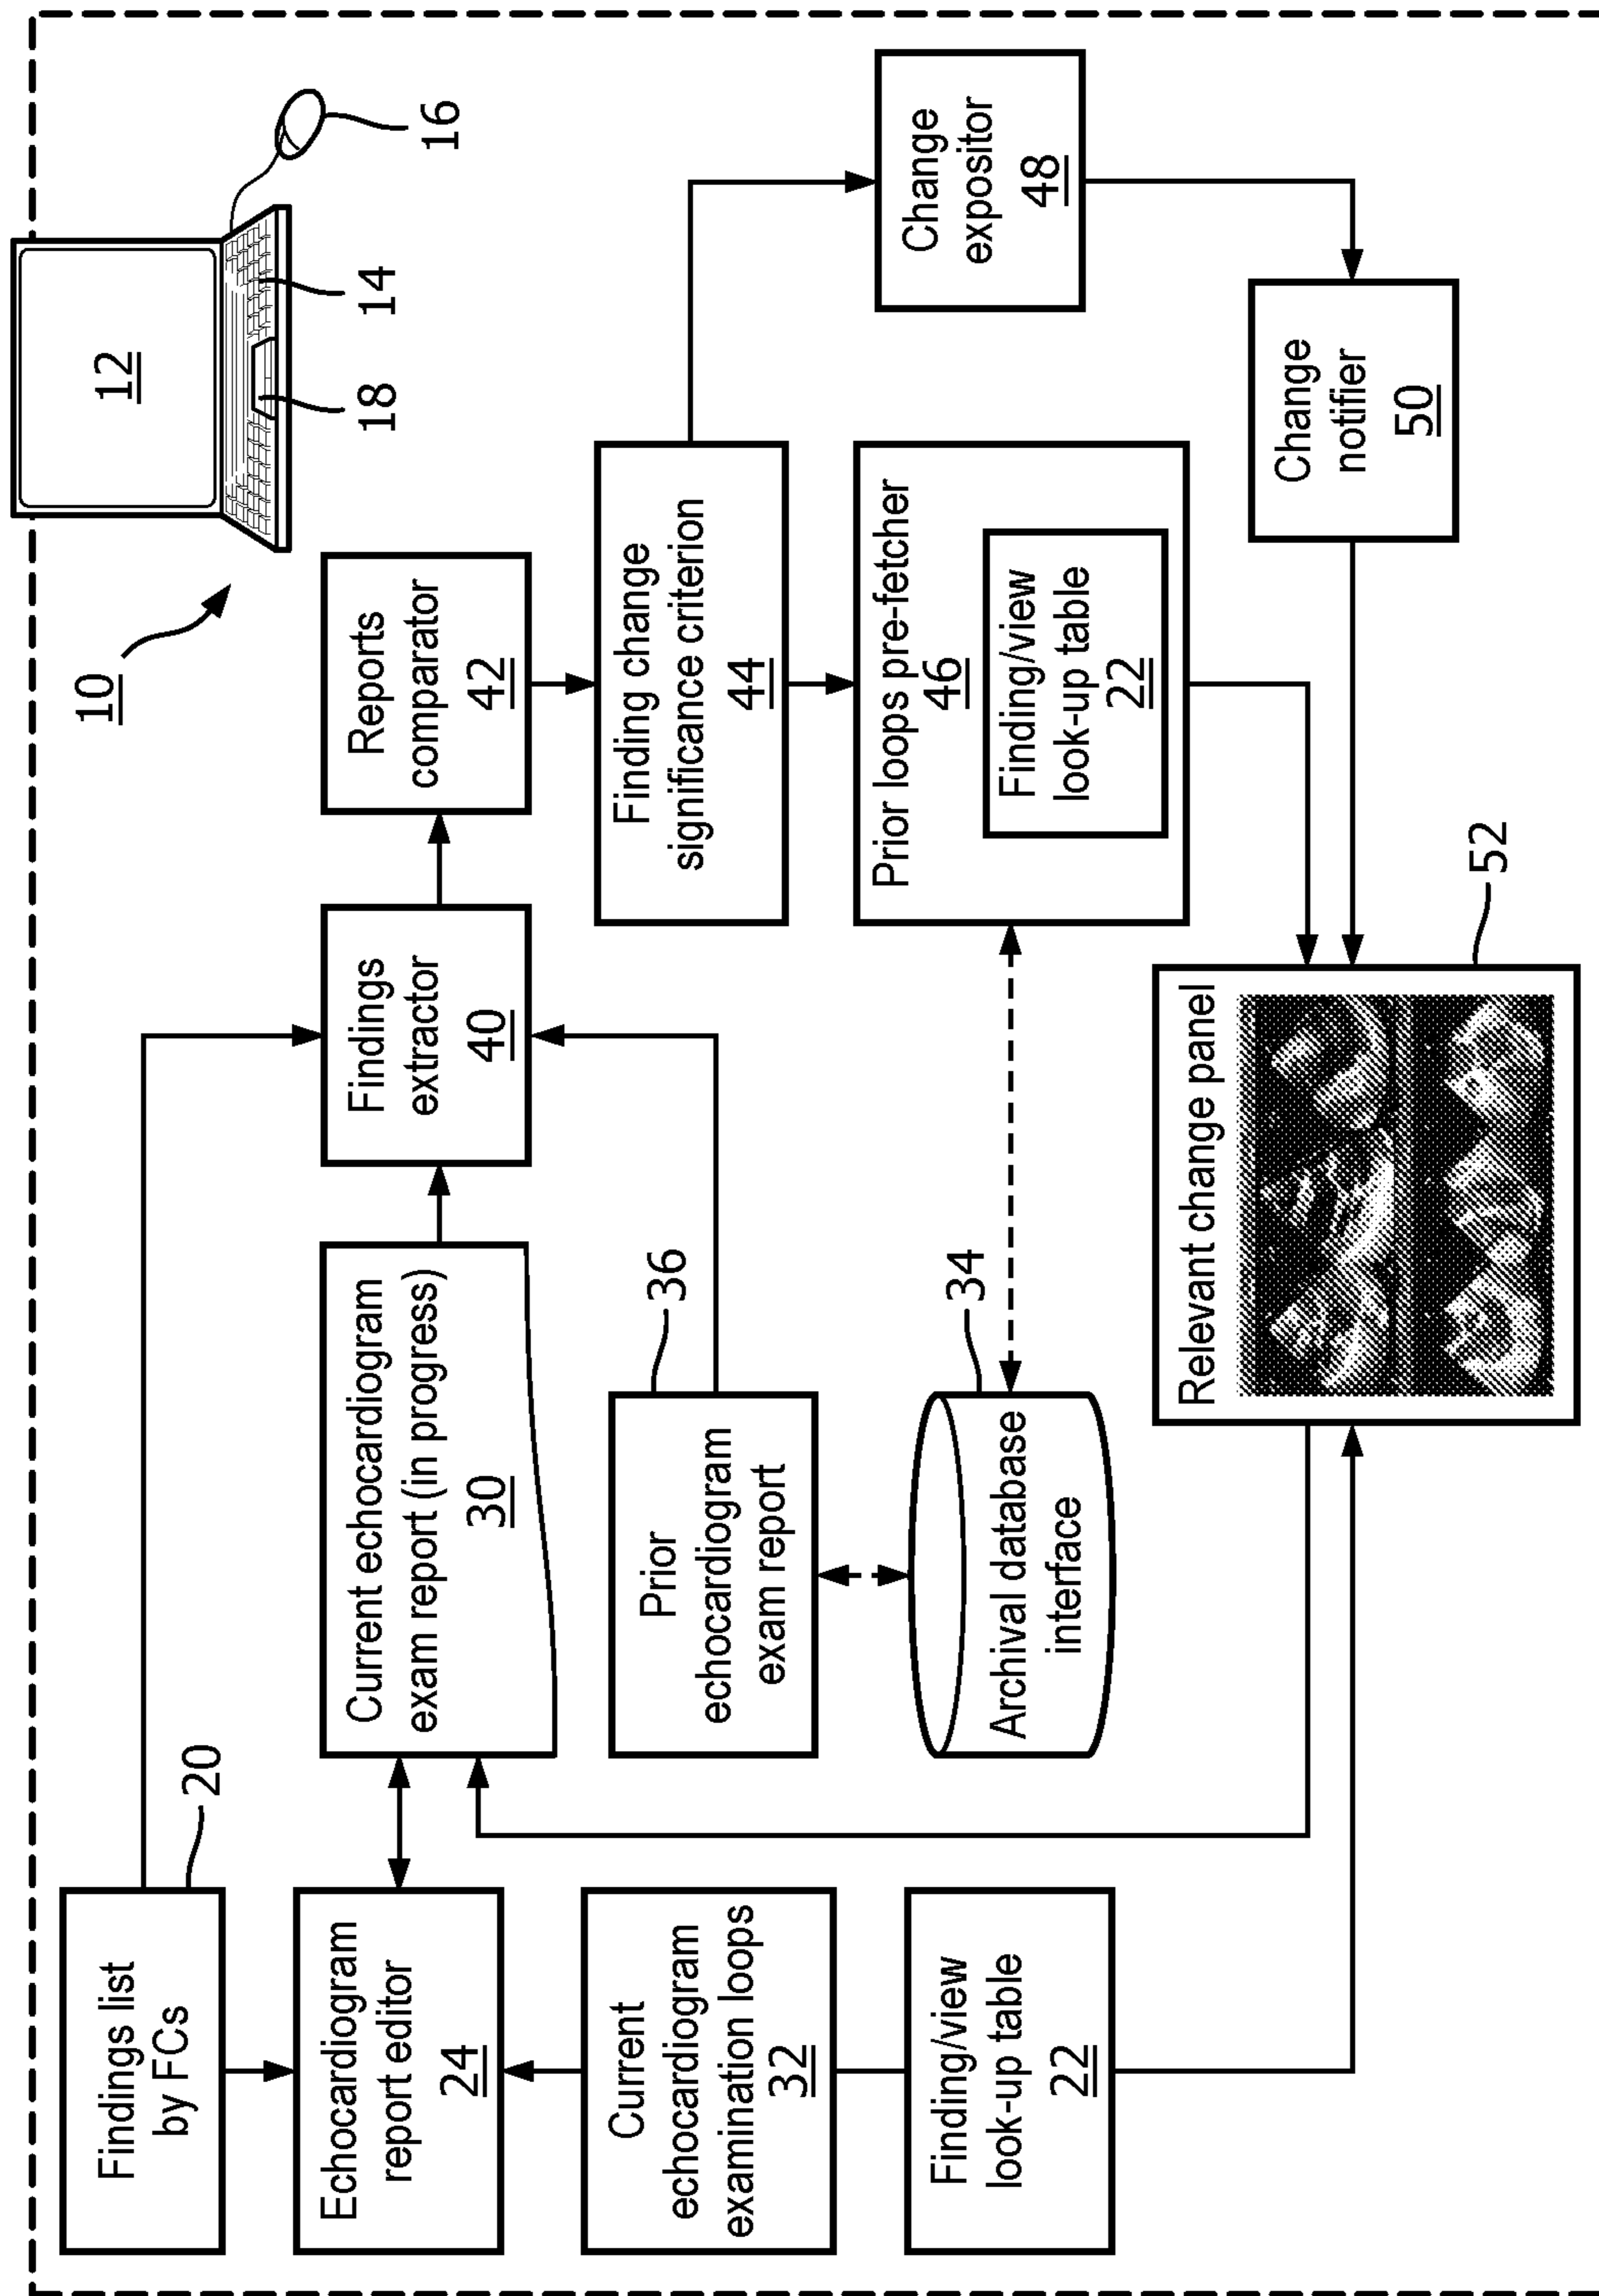 10
12
14
18
16
Findings list
by FCs
20
Echocardiogram
report editor
24
Current
echocardiogram
examination loops
32
Finding/view
look-up table
22
Current echocardiogram
exam report (in progress)
30
Prior
echocardiogram
exam report
36
Archival database
interface
34
Findings
extractor
40
Reports
comparator
42
Finding change
significance criterion
44
Prior loops pre-fetcher
46
Finding/view
look-up table
22
Change
expositor
48
Change
notifier
50
Relevant change panel
52